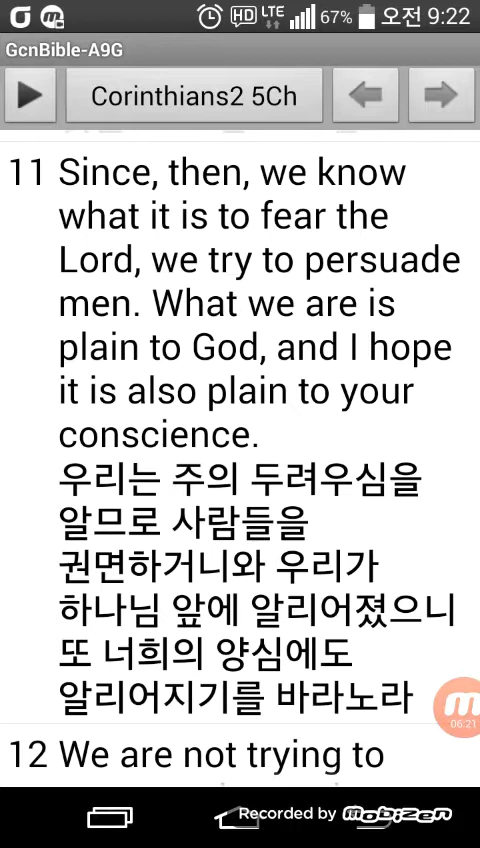 HD LTE 67% 오전 9:22
GcnBible-A9G
Corinthians2 5Ch
11 Since, then, we know
what it is to fear the
Lord, we try to persuade
men. What we are is
plain to God, and I hope
it is also plain to your
conscience.
우리는 주의 두려우심을
알므로 사람들을
권면하거니와 우리가
하나님 앞에 알리어졌으니
또 너희의 양심에도
알리어지기를 바라노라
06:21
12 We are not trying to
Recorded by Mobizen